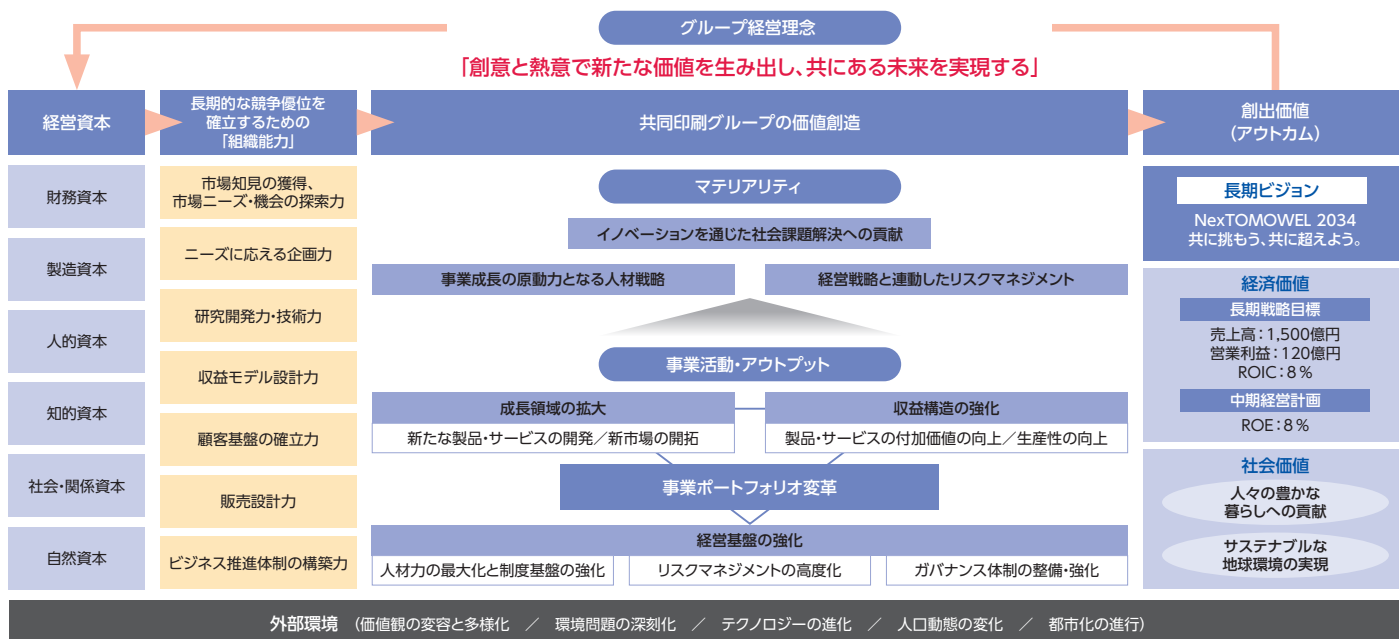 グループ経営理念
「創意と熱意で新たな価値を生み出し、共にある未来を実現する」
経営資本
長期的な競争優位を
確立するための
「組織能力」
共同印刷グループの価値創造
創出価値
(アウトカム)
財務資本
製造資本
人的資本
知的資本
社会・関係資本
自然資本
市場知見の獲得、
市場ニーズ・機会の探索力
ニーズに応える企画力
研究開発力・技術力
収益モデル設計力
顧客基盤の確立力
販売設計力
ビジネス推進体制の構築力
マテリアリティ
イノベーションを通じた社会課題解決への貢献
事業成長の原動力となる人材戦略
経営戦略と連動したリスクマネジメント
事業活動・アウトプット
成長領域の拡大
新たな製品・サービスの開発／新市場の開拓
収益構造の強化
製品・サービスの付加価値の向上／生産性の向上
事業ポートフォリオ変革
経営基盤の強化
人材力の最大化と制度基盤の強化
リスクマネジメントの高度化
ガバナンス体制の整備・強化
長期ビジョン
NexTOMOWEL 2034
共に挑もう、共に超えよう。
経済価値
長期戦略目標
売上高：1,500億円
営業利益：120億円
ROIC：8％
中期経営計画
ROE：8％
社会価値
人々の豊かな
暮らしへの貢献
サステナブルな
地球環境の実現
外部環境 （価値観の変容と多様化 ／ 環境問題の深刻化 ／ テクノロジーの進化 ／ 人口動態の変化 ／ 都市化の進行）